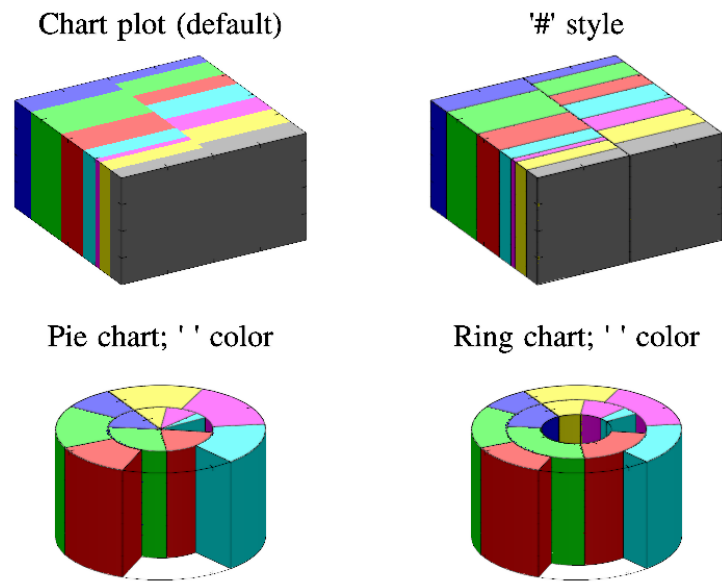 Chart plot (default)
'#' style
Pie chart; ' ' color
Ring chart; ' ' color